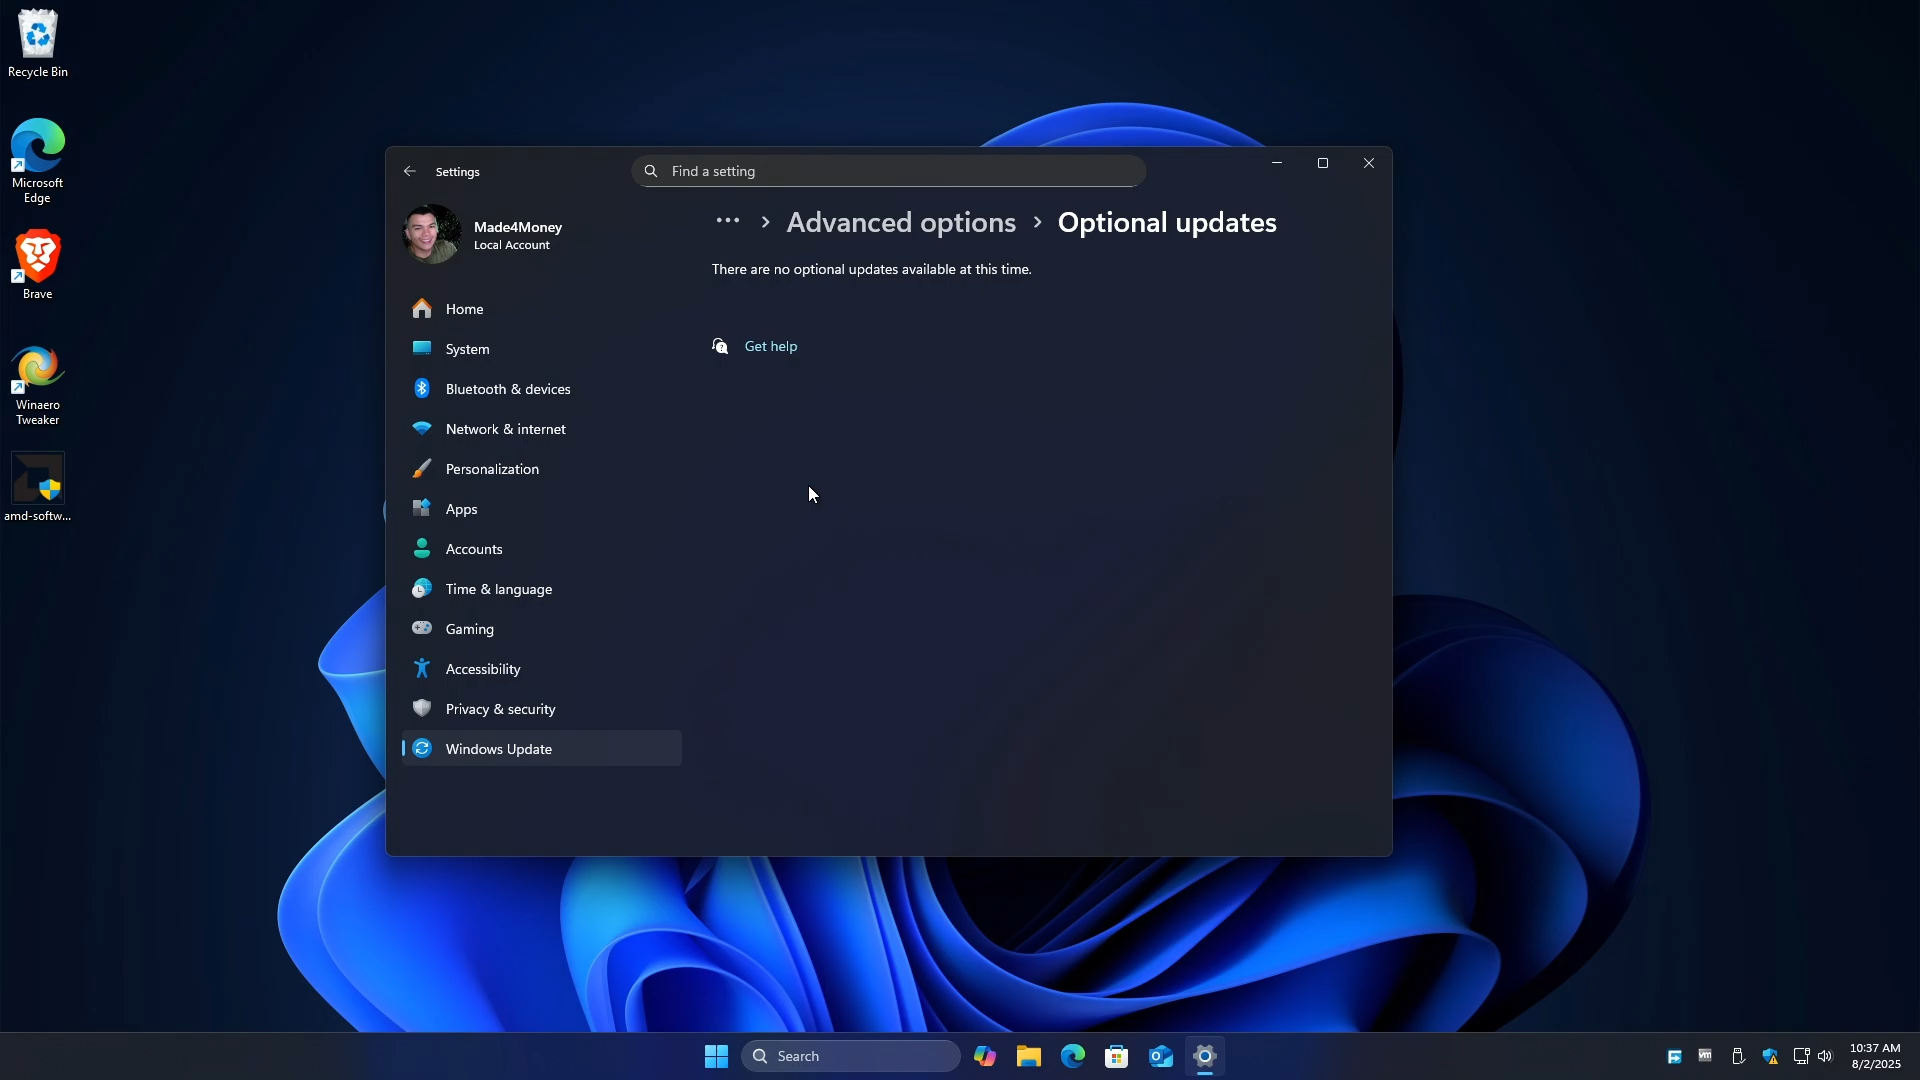 Recycle Bin
Microsoft
Edge
Brave
Winaero
Tweaker
amd-softw...
Settings
Find a setting
Made4Money
Local Account
Home
System
Bluetooth & devices
Network & internet
Personalization
Apps
Accounts
Time & language
Gaming
Accessibility
Privacy & security
Windows Update
··· > Advanced options > Optional updates
There are no optional updates available at this time.
Get help
Search
vm
10:37 AM
8/2/2025